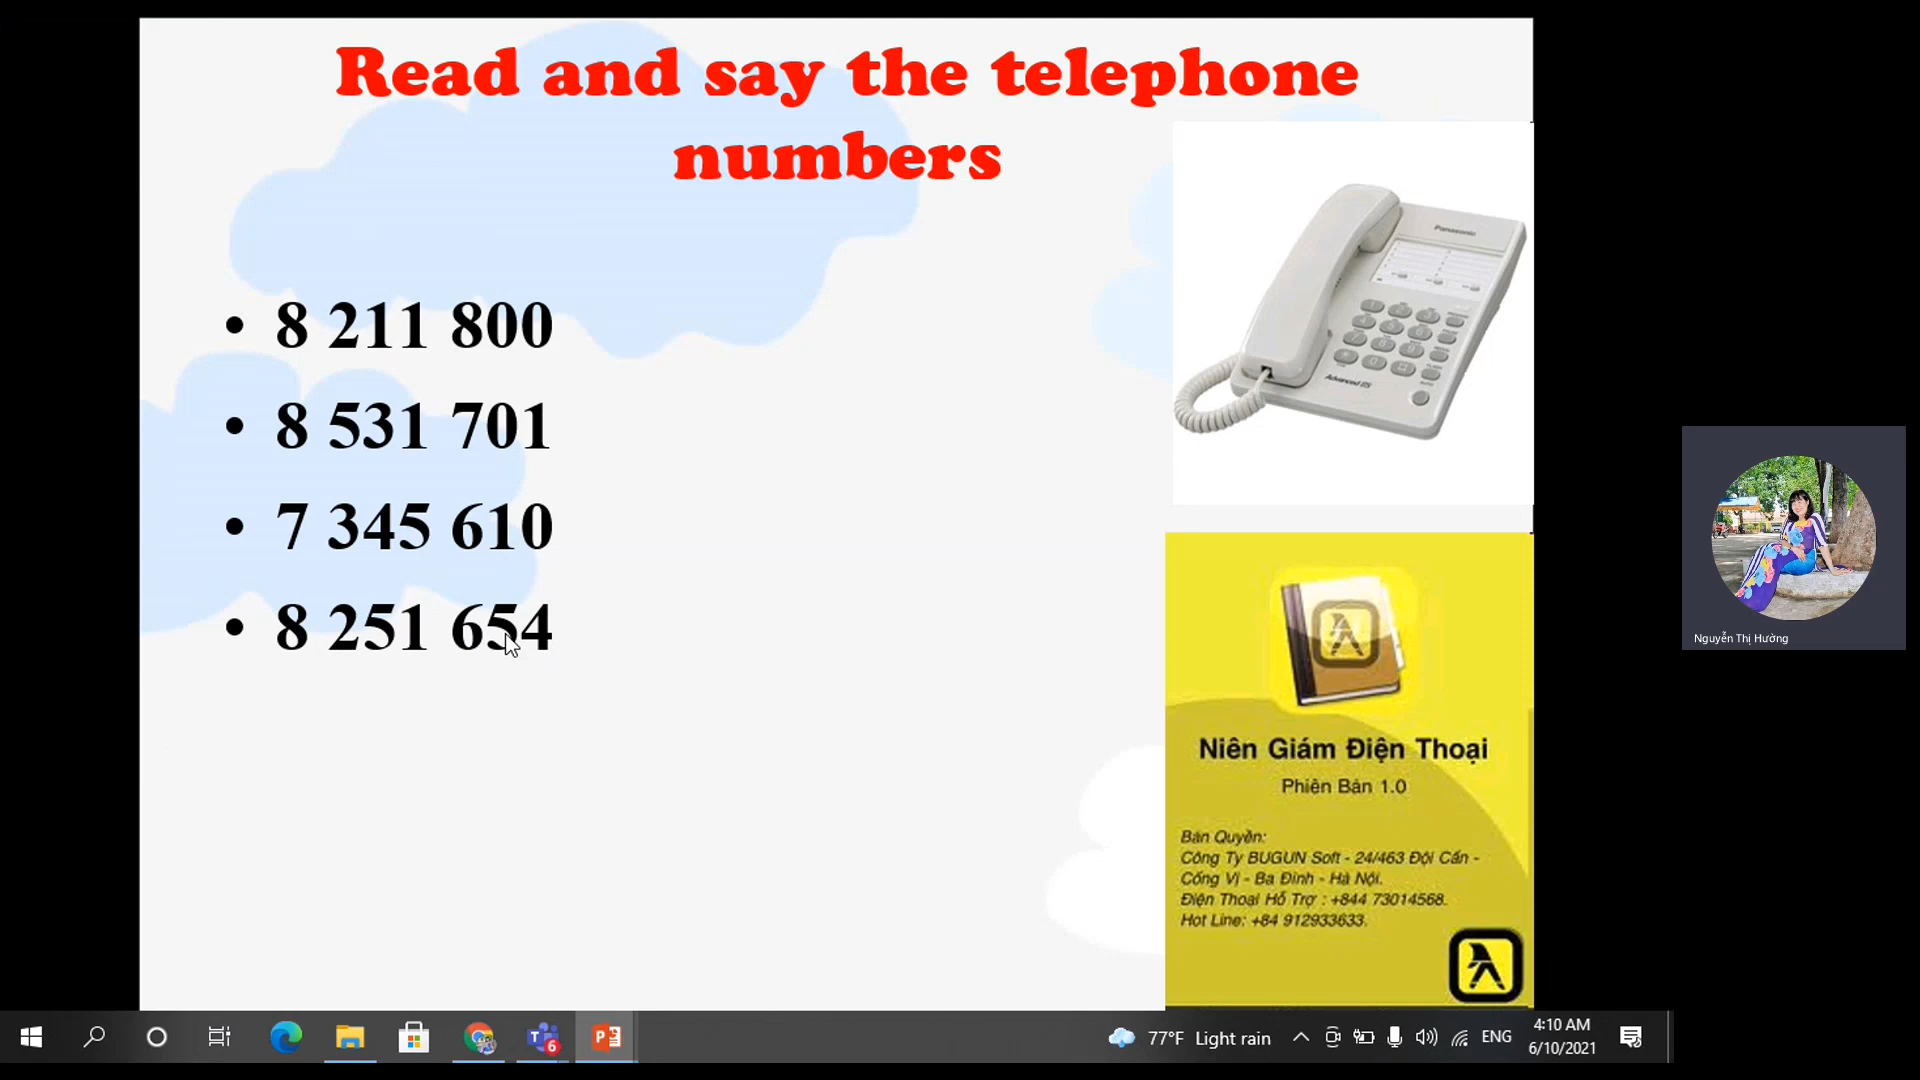 Read and say the telephone
numbers
• 8 211 800
• 8 531 701
• 7 345 610
• 8 251 654
Panasonic
Niên Giám Điện Thoại
Phiên Bản 1.0
Bản Quyền:
Công Ty BUGUN Soft - 24/463 Đội Cấn -
Cống Vị - Ba Đình - Hà Nội.
Điện Thoại Hỗ Trợ : +844 73014568.
Hot Line: +84 912933633.
Nguyễn Thị Hường
77°F Light rain
ENG
4:10 AM
6/10/2021
6